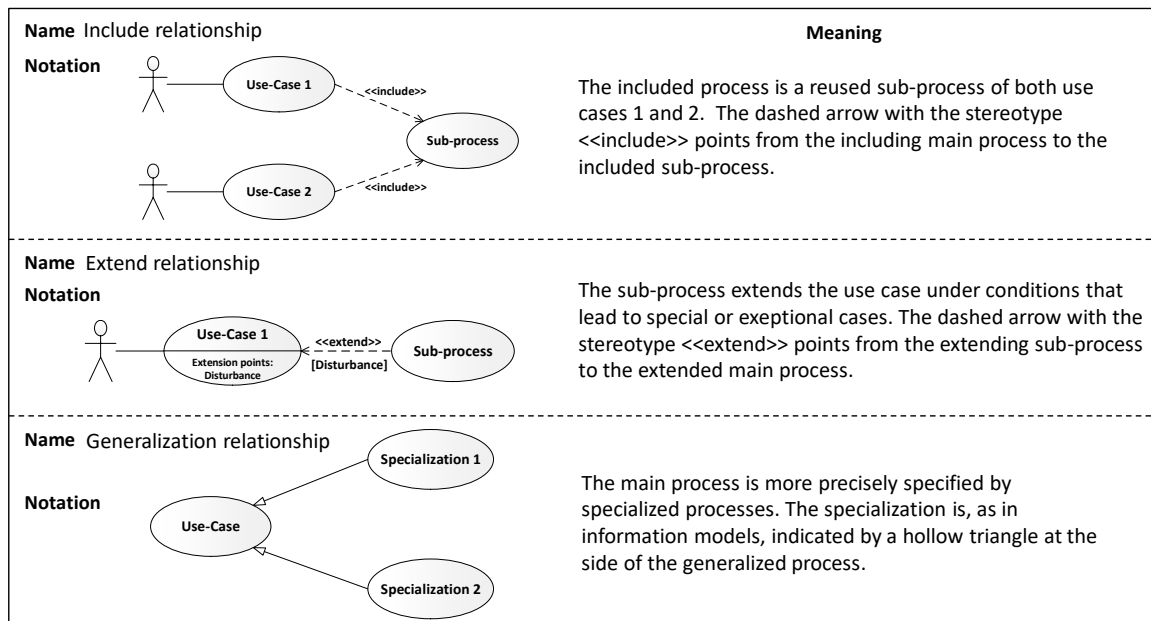 Name Include relationship
Meaning
Notation
Use-Case 1
<<include>>
Sub-process
Use-Case 2
<<include>>
The included process is a reused sub-process of both use
cases 1 and 2. The dashed arrow with the stereotype
<<include>> points from the including main process to the
included sub-process.
Name Extend relationship
Notation
Use-Case 1
Extension points:
Disturbance
<<extend>>
[Disturbance]
Sub-process
The sub-process extends the use case under conditions that
lead to special or exeptional cases. The dashed arrow with the
stereotype <<extend>> points from the extending sub-process
to the extended main process.
Name Generalization relationship
Notation
Specialization 1
Use-Case
Specialization 2
The main process is more precisely specified by
specialized processes. The specialization is, as in
information models, indicated by a hollow triangle at the
side of the generalized process.